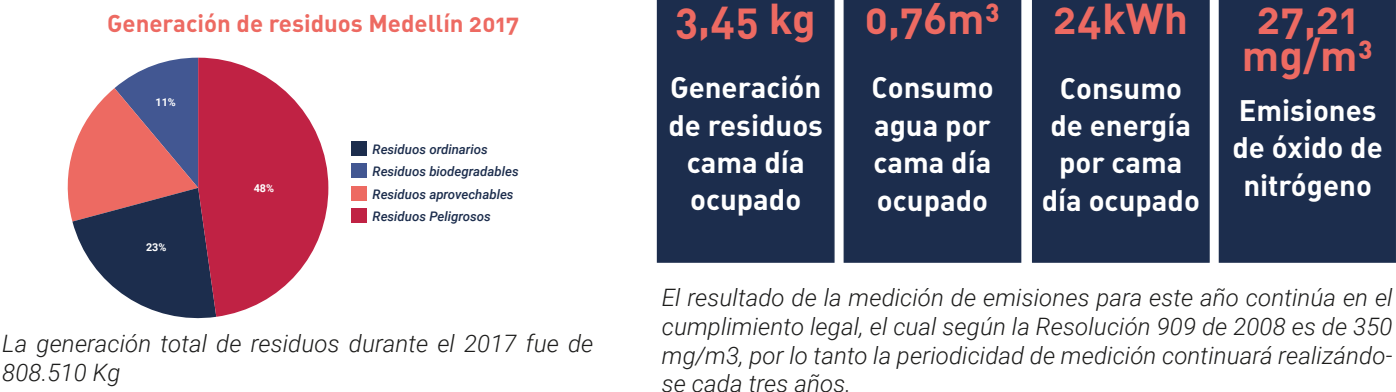 Generación de residuos Medellín 2017
11%
48%
23%
Residuos ordinarios
Residuos biodegradables
Residuos aprovechables
Residuos Peligrosos
La generación total de residuos durante el 2017 fue de
808.510 Kg
3,45 kg
Generación
de residuos
cama día
ocupado
0,76m³
Consumo
agua por
cama día
ocupado
24kWh
Consumo
de energía
por cama
día ocupado
27,21
mg/m³
Emisiones
de óxido de
nitrógeno
El resultado de la medición de emisiones para este año continúa en el
cumplimiento legal, el cual según la Resolución 909 de 2008 es de 350
mg/m3, por lo tanto la periodicidad de medición continuará realizándo-
se cada tres años.